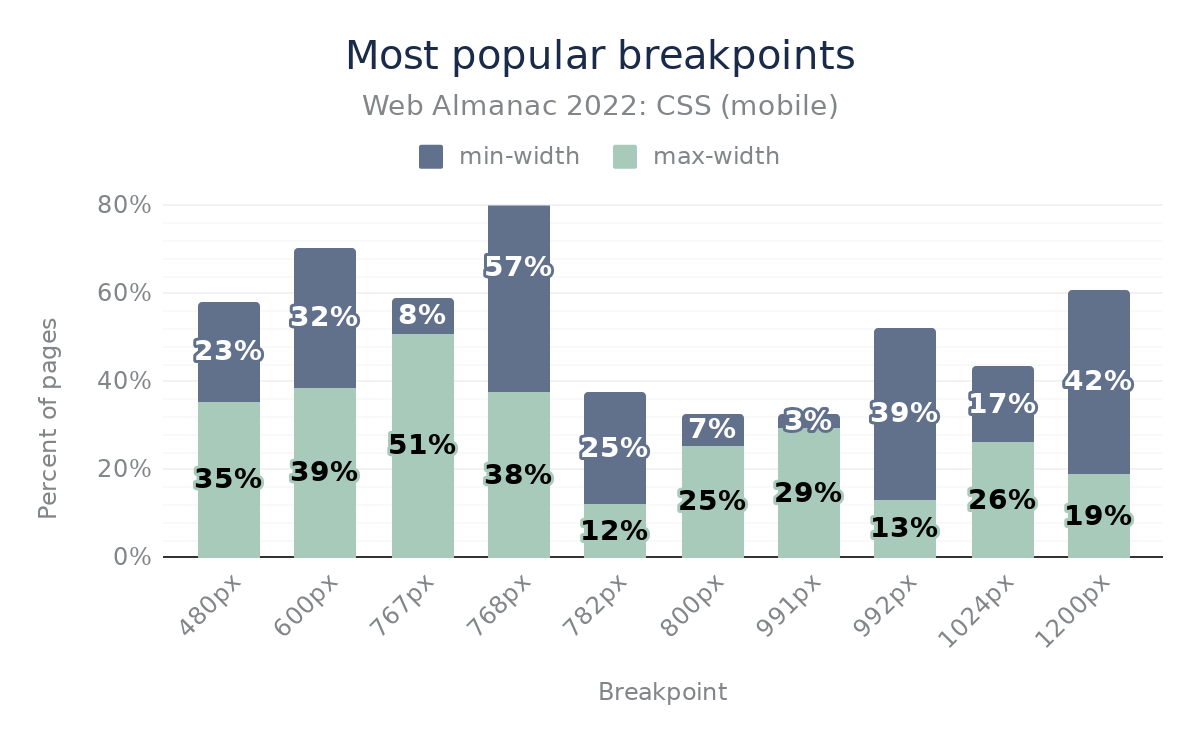 Most popular breakpoints
Web Almanac 2022: CSS (mobile)
min-width max-width
80%
60%
40%
20%
0%
Percent of pages
23% 32% 8% 57% 25% 7% 3% 39% 17% 42%
35% 39% 51% 38% 12% 25% 29% 13% 26% 19%
480px 600px 767px 768px 782px 800px 991px 992px 1024px 1200px
Breakpoint